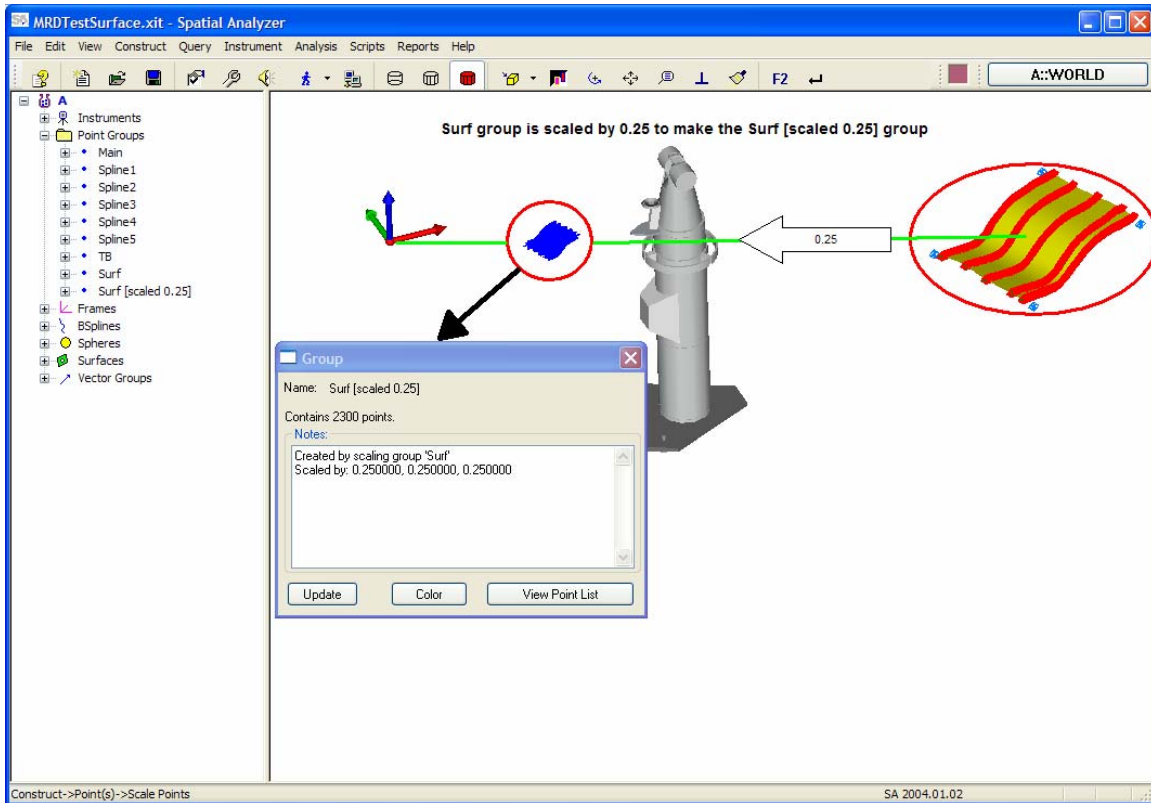 MRDTestSurface.xit - Spatial Analyzer
File Edit View Construct Query Instrument Analysis Scripts Reports Help
F2
A::WORLD
A
Instruments
Point Groups
Main
Spline1
Spline2
Spline3
Spline4
Spline5
TB
Surf
Surf [scaled 0.25]
Frames
BSplines
Spheres
Surfaces
Vector Groups
Surf group is scaled by 0.25 to make the Surf [scaled 0.25] group
0.25
Group
Name: Surf [scaled 0.25]
Contains 2300 points.
Notes:
Created by scaling group 'Surf'
Scaled by: 0.250000, 0.250000, 0.250000
Update Color View Point List
Construct->Point(s)->Scale Points SA 2004.01.02